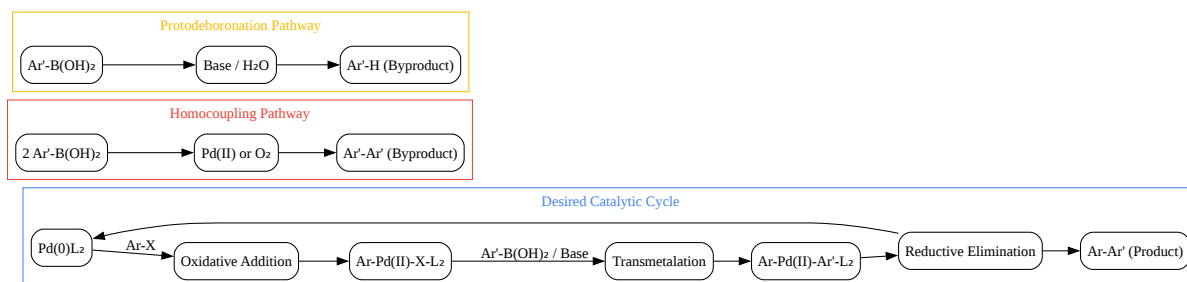 Protodeboronation Pathway
Ar'-B(OH)₂
Base / H₂O
Ar'-H (Byproduct)
Homocoupling Pathway
2 Ar'-B(OH)₂
Pd(II) or O₂
Ar'-Ar' (Byproduct)
Desired Catalytic Cycle
Pd(0)L₂
Ar-X
Oxidative Addition
Ar-Pd(II)-X-L₂
Ar'-B(OH)₂ / Base
Transmetalation
Ar-Pd(II)-Ar'-L₂
Reductive Elimination
Ar-Ar' (Product)